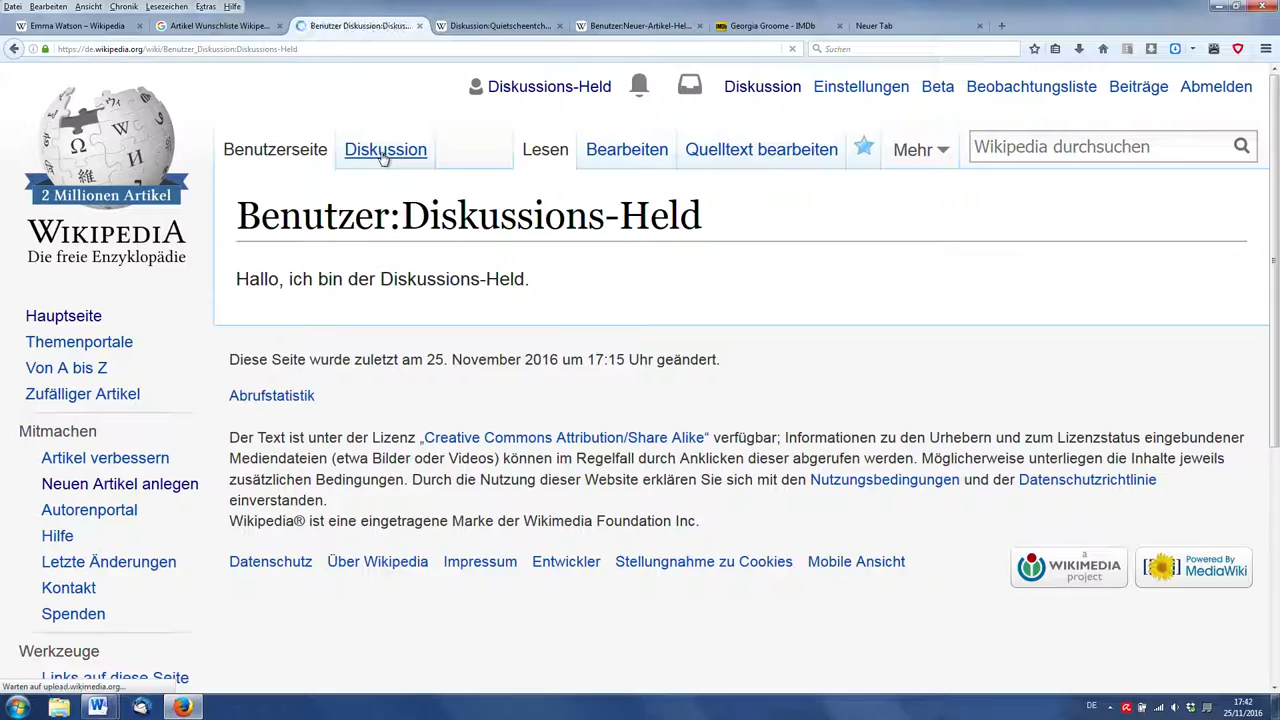 Datei Bearbeiten Ansicht Chronik Lesezeichen Extras Hilfe
Emma Watson – Wikipedia × Artikel Wunschliste Wikipe... × Benutzer Diskussion:Diskus... × Diskussion:Quietscheentch... × Benutzer:Neuer-Artikel-Hel... × Georgia Groome - IMDb × Neuer Tab ×
https://de.wikipedia.org/wiki/Benutzer_Diskussion:Diskussions-Held
Suchen
Diskussions-Held Diskussion Einstellungen Beta Beobachtungsliste Beiträge Abmelden
Benutzerseite Diskussion Lesen Bearbeiten Quelltext bearbeiten Mehr Wikipedia durchsuchen
2 Millionen Artikel
WIKIPEDIA
Die freie Enzyklopädie
Benutzer:Diskussions-Held
Hallo, ich bin der Diskussions-Held.
Hauptseite
Themenportale
Von A bis Z
Zufälliger Artikel
Mitmachen
Artikel verbessern
Neuen Artikel anlegen
Autorenportal
Hilfe
Letzte Änderungen
Kontakt
Spenden
Werkzeuge
Links auf diese Seite
Diese Seite wurde zuletzt am 25. November 2016 um 17:15 Uhr geändert.
Abrufstatistik
Der Text ist unter der Lizenz „Creative Commons Attribution/Share Alike“ verfügbar; Informationen zu den Urhebern und zum Lizenzstatus eingebundener
Mediendateien (etwa Bilder oder Videos) können im Regelfall durch Anklicken dieser abgerufen werden. Möglicherweise unterliegen die Inhalte jeweils
zusätzlichen Bedingungen. Durch die Nutzung dieser Website erklären Sie sich mit den Nutzungsbedingungen und der Datenschutzrichtlinie
einverstanden.
Wikipedia® ist eine eingetragene Marke der Wikimedia Foundation Inc.
Datenschutz Über Wikipedia Impressum Entwickler Stellungnahme zu Cookies Mobile Ansicht
a
WIKIMEDIA
project
Powered By
MediaWiki
Warten auf upload.wikimedia.org...
DE
17:42
25/11/2016